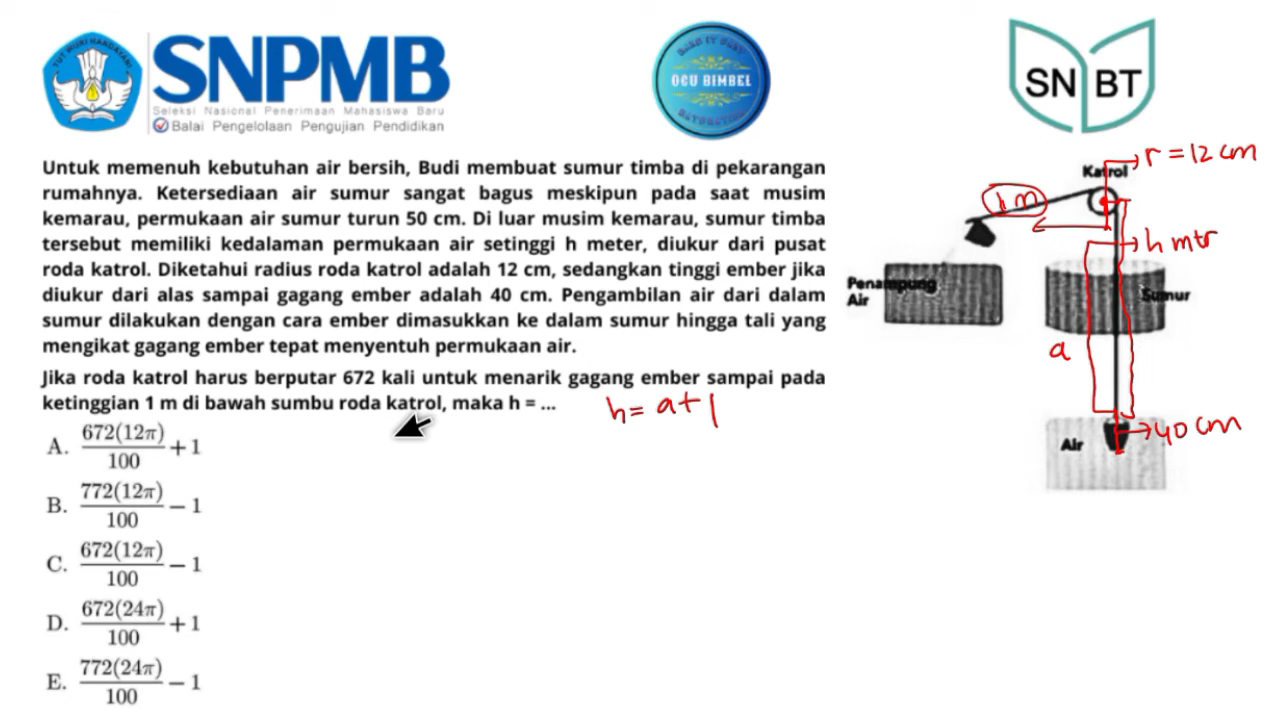 SNPMB
Seleksi Nasional Penerimaan Mahasiswa Baru
Balai Pengelolaan Pengujian Pendidikan
TUT WURI HANDAYANI
OCU BIMBEL
SN BT
Untuk memenuh kebutuhan air bersih, Budi membuat sumur timba di pekarangan
rumahnya. Ketersediaan air sumur sangat bagus meskipun pada saat musim
kemarau, permukaan air sumur turun 50 cm. Di luar musim kemarau, sumur timba
tersebut memiliki kedalaman permukaan air setinggi h meter, diukur dari pusat
roda katrol. Diketahui radius roda katrol adalah 12 cm, sedangkan tinggi ember jika
diukur dari alas sampai gagang ember adalah 40 cm. Pengambilan air dari dalam
sumur dilakukan dengan cara ember dimasukkan ke dalam sumur hingga tali yang
mengikat gagang ember tepat menyentuh permukaan air.
Jika roda katrol harus berputar 672 kali untuk menarik gagang ember sampai pada
ketinggian 1 m di bawah sumbu roda katrol, maka h = ...
h = a + 1
A. 672(12π)/100 + 1
B. 772(12π)/100 − 1
C. 672(12π)/100 − 1
D. 672(24π)/100 + 1
E. 772(24π)/100 − 1
r = 12 cm
Katrol
1 m
h mtr
Penampung
Air
Sumur
a
40 cm
Air